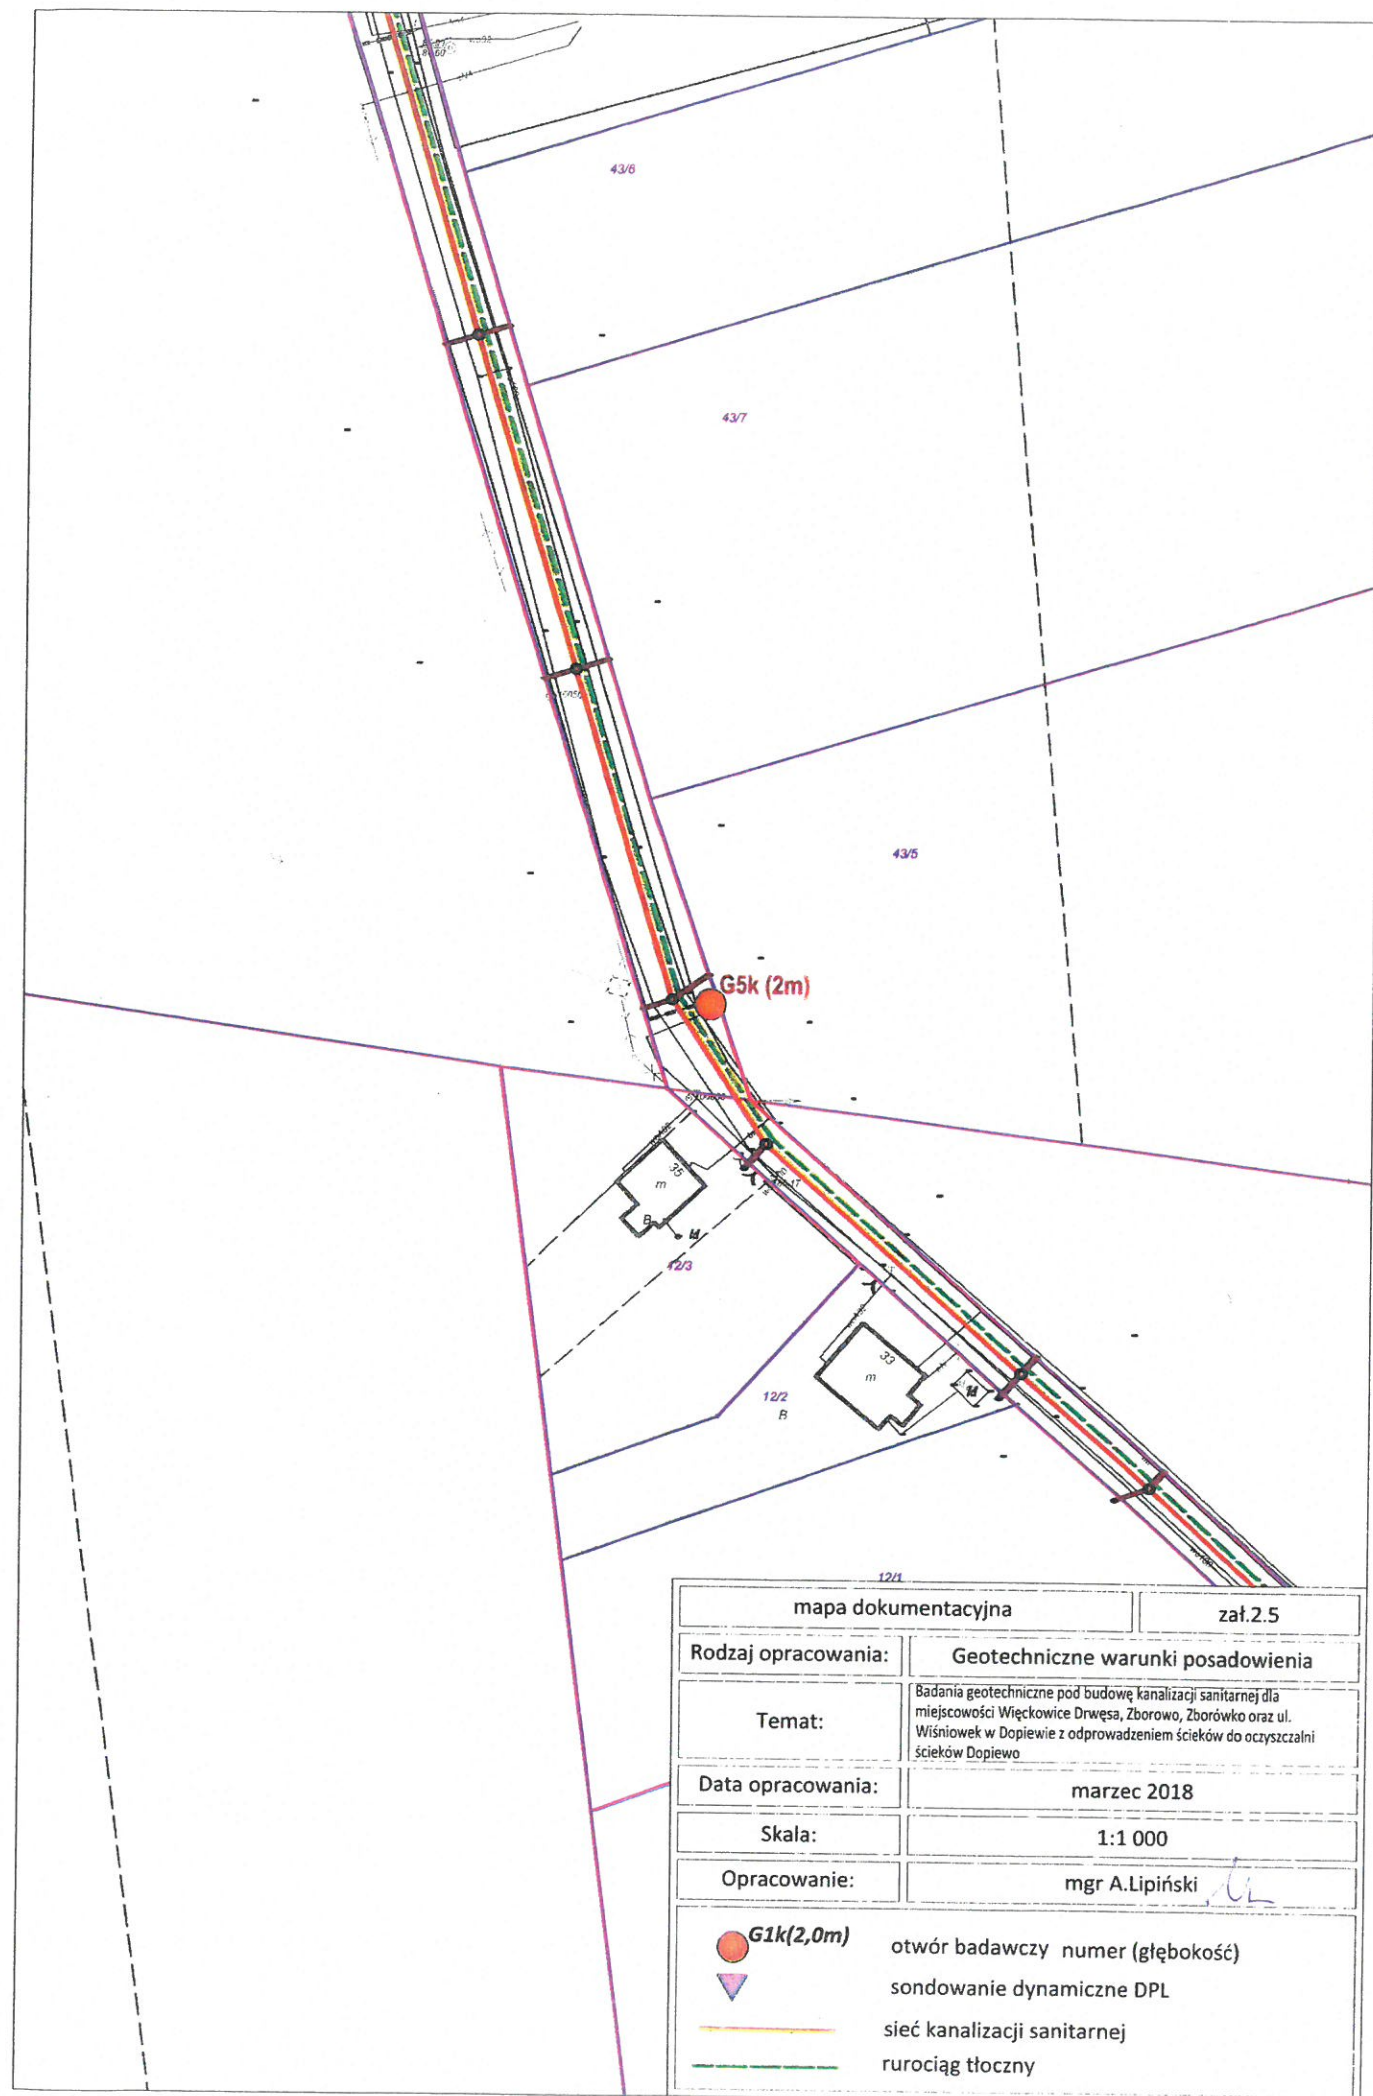 43/6
43/7
43/5
G5k (2m)
35
m
B
12/3
33
m
12/2
B
12/1
mapa dokumentacyjna
zał.2.5
Rodzaj opracowania:
Geotechniczne warunki posadowienia
Temat:
Badania geotechniczne pod budowę kanalizacji sanitarnej dla
miejscowości Więckowice Drwęsa, Zborowo, Zborówko oraz ul.
Wiśniowek w Dopiewie z odprowadzeniem ścieków do oczyszczalni
ścieków Dopiewo
Data opracowania:
marzec 2018
Skala:
1:1 000
Opracowanie:
mgr A.Lipiński
G1k(2,0m)
otwór badawczy numer (głębokość)
sondowanie dynamiczne DPL
sieć kanalizacji sanitarnej
rurociąg tłoczny